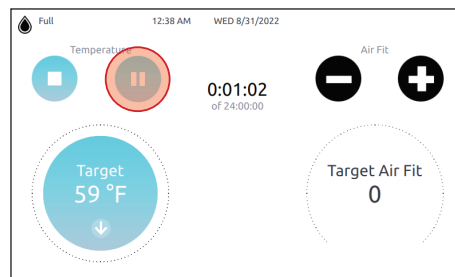 Full 12:38 AM WED 8/31/2022
Temperature Air Fit
0:01:02
of 24:00:00
Target
59 °F
Target Air Fit
0